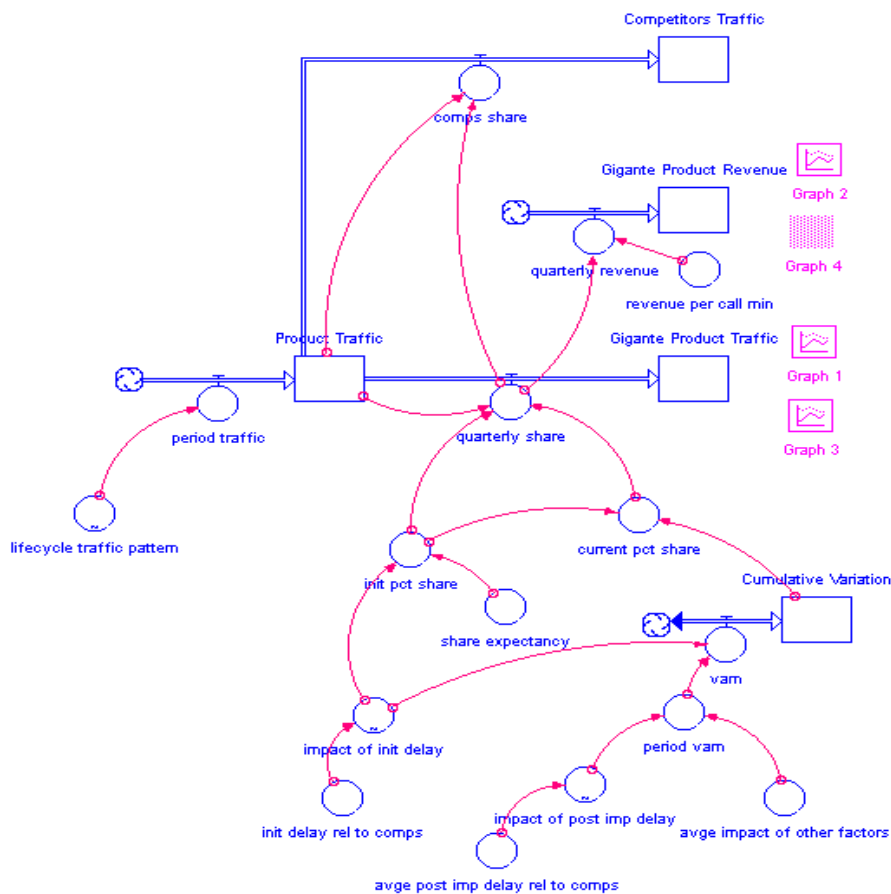 Competitors Traffic
comps share
Gigante Product Revenue
Graph 2
quarterly revenue
Graph 4
revenue per call min
Product Traffic
Gigante Product Traffic
Graph 1
period traffic
quarterly share
Graph 3
lifecycle traffic pattern
current pct share
init pct share
Cumulative Variation
share expectancy
varn
impact of init delay
period varn
init delay rel to comps
impact of post imp delay
avge impact of other factors
avge post imp delay rel to comps